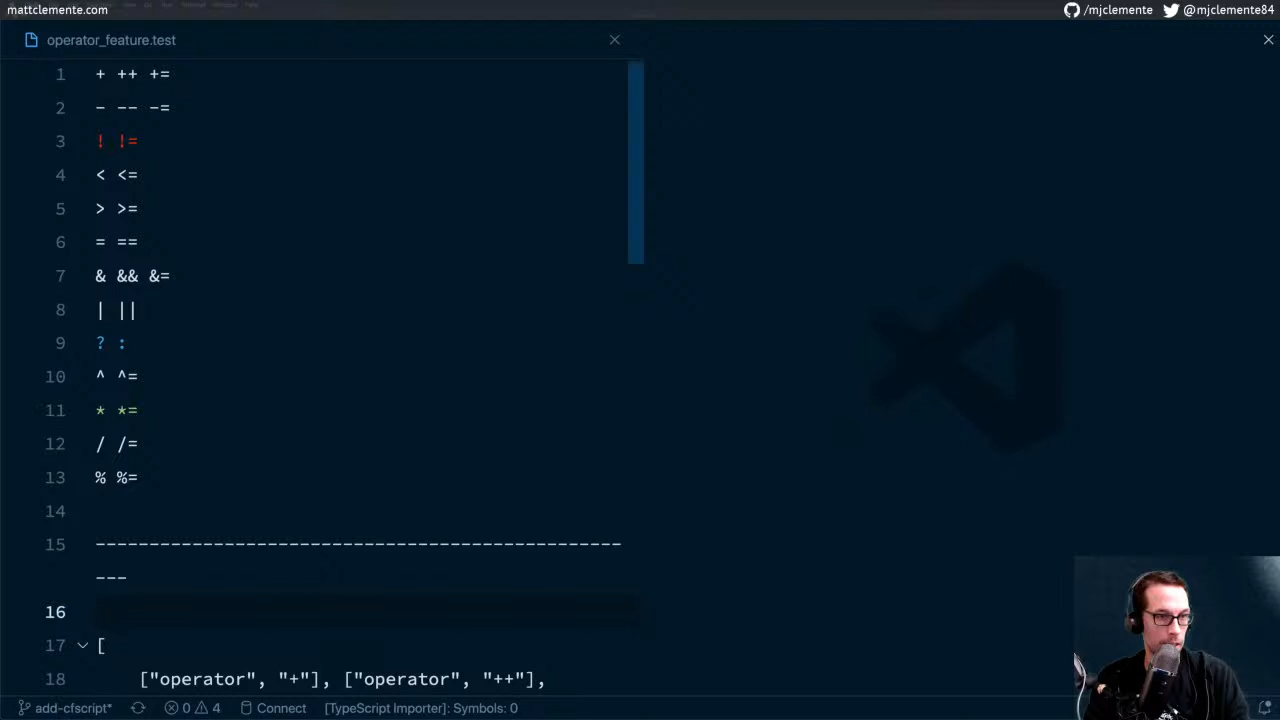 mattclemente.com
/mjclemente @mjclemente84
operator_feature.test
1 + ++ +=
2 - -- -=
3 ! !=
4 < <=
5 > >=
6 = ==
7 & && &=
8 | ||
9 ? :
10 ^ ^=
11 * *=
12 / /=
13 % %=
14
15 -------------------------------------------------
---
16
17 [
18 ["operator", "+"], ["operator", "++"],
add-cfscript* 0 4 Connect [TypeScript Importer]: Symbols: 0